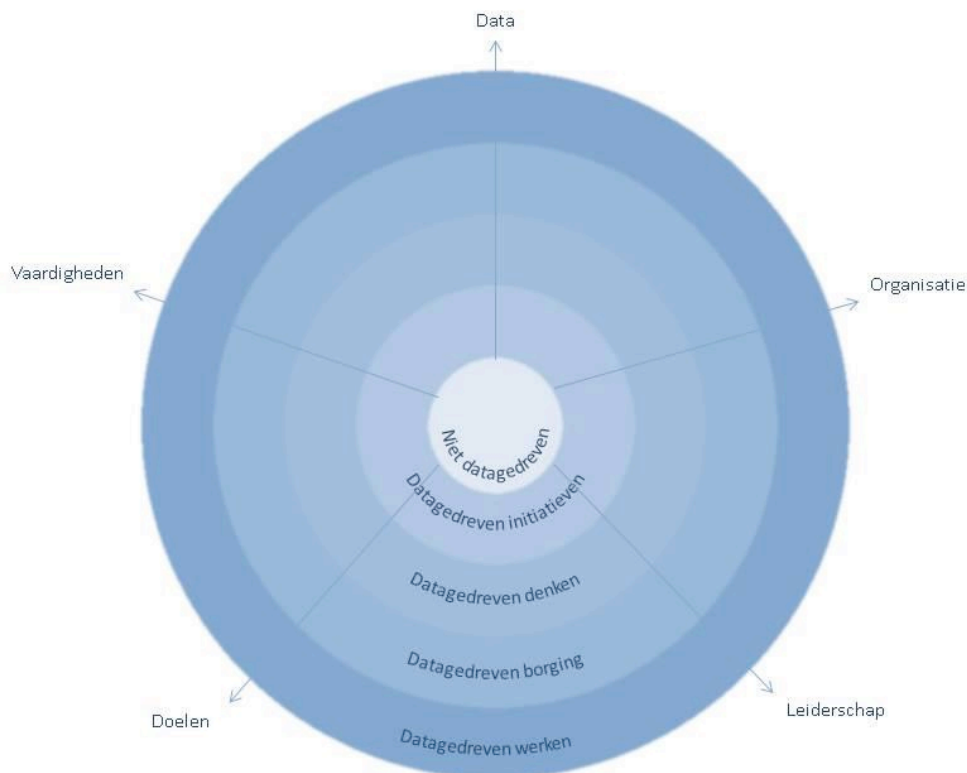 Data
Vaardigheden
Organisatie
Niet datagedreven
Datagedreven initiatieven
Datagedreven denken
Datagedreven borging
Datagedreven werken
Doelen
Leiderschap